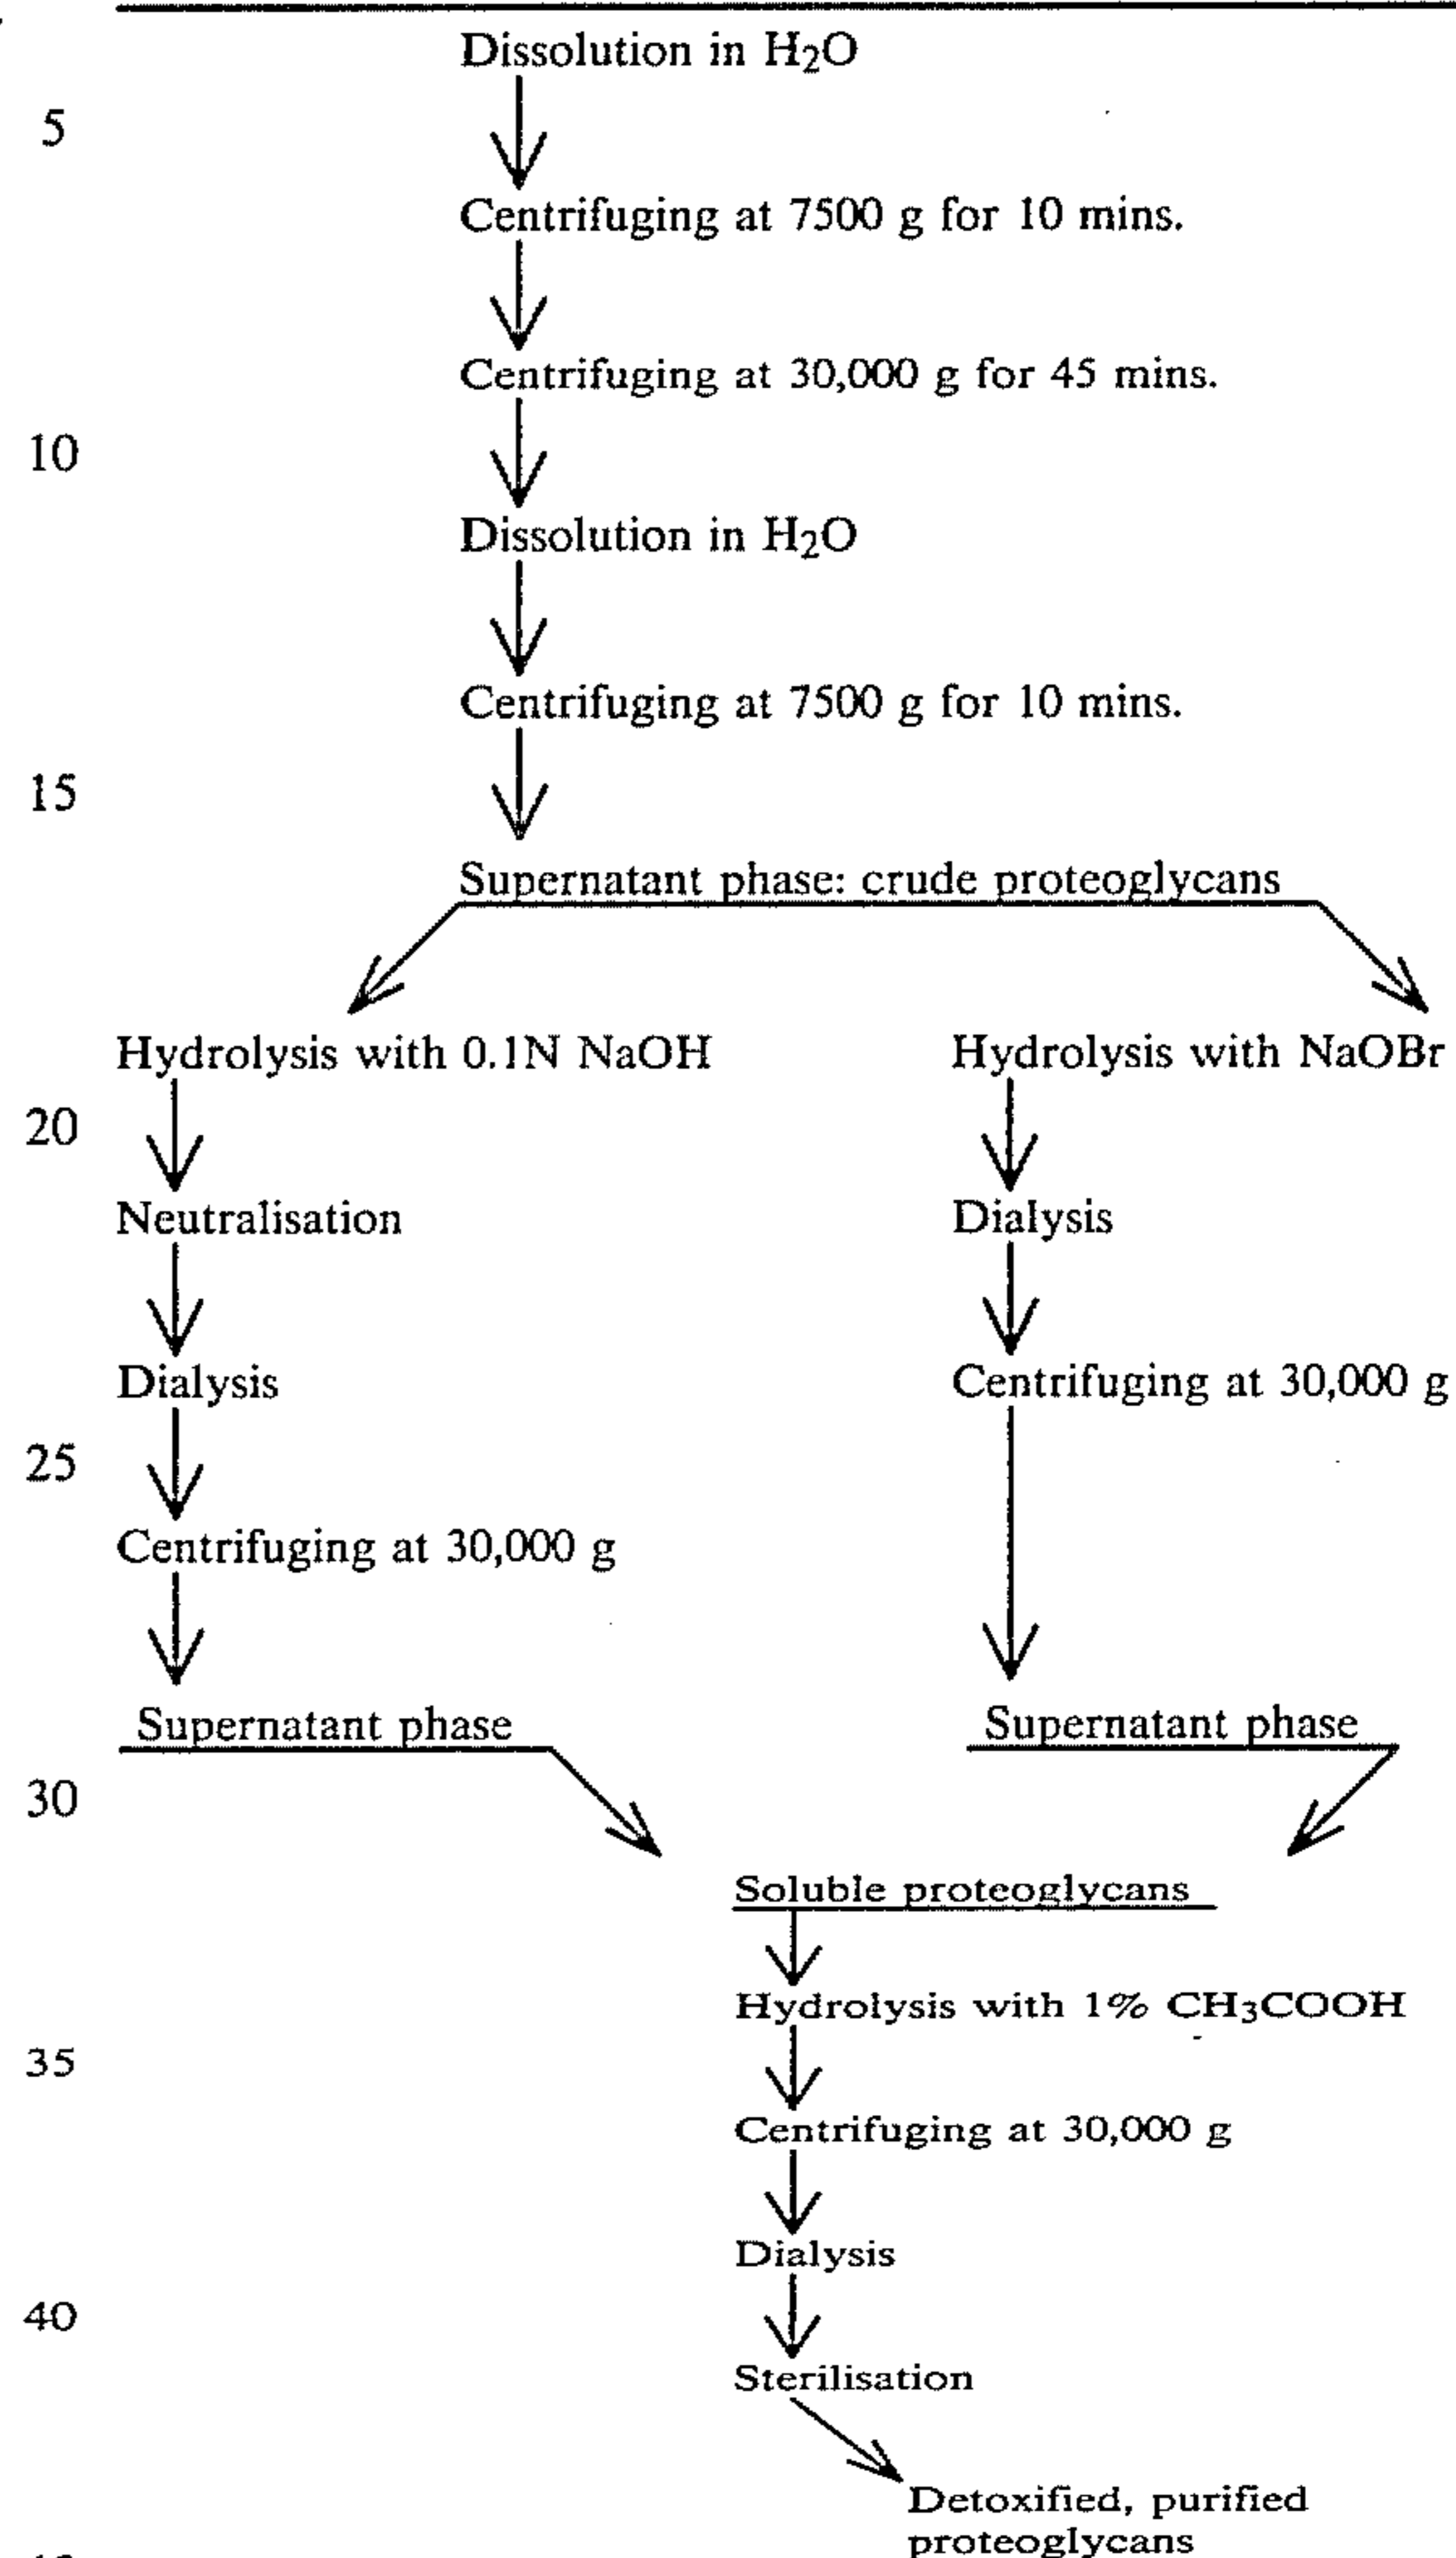 Dissolution in H₂O
5
Centrifuging at 7500 g for 10 mins.
Centrifuging at 30,000 g for 45 mins.
10
Dissolution in H₂O
Centrifuging at 7500 g for 10 mins.
15
Supernatant phase: crude proteoglycans
Hydrolysis with 0.1N NaOH
Hydrolysis with NaOBr
20
Neutralisation
Dialysis
Dialysis
Centrifuging at 30,000 g
25
Centrifuging at 30,000 g
Supernatant phase
Supernatant phase
30
Soluble proteoglycans
Hydrolysis with 1% CH₃COOH
35
Centrifuging at 30,000 g
Dialysis
40
Sterilisation
Detoxified, purified
proteoglycans